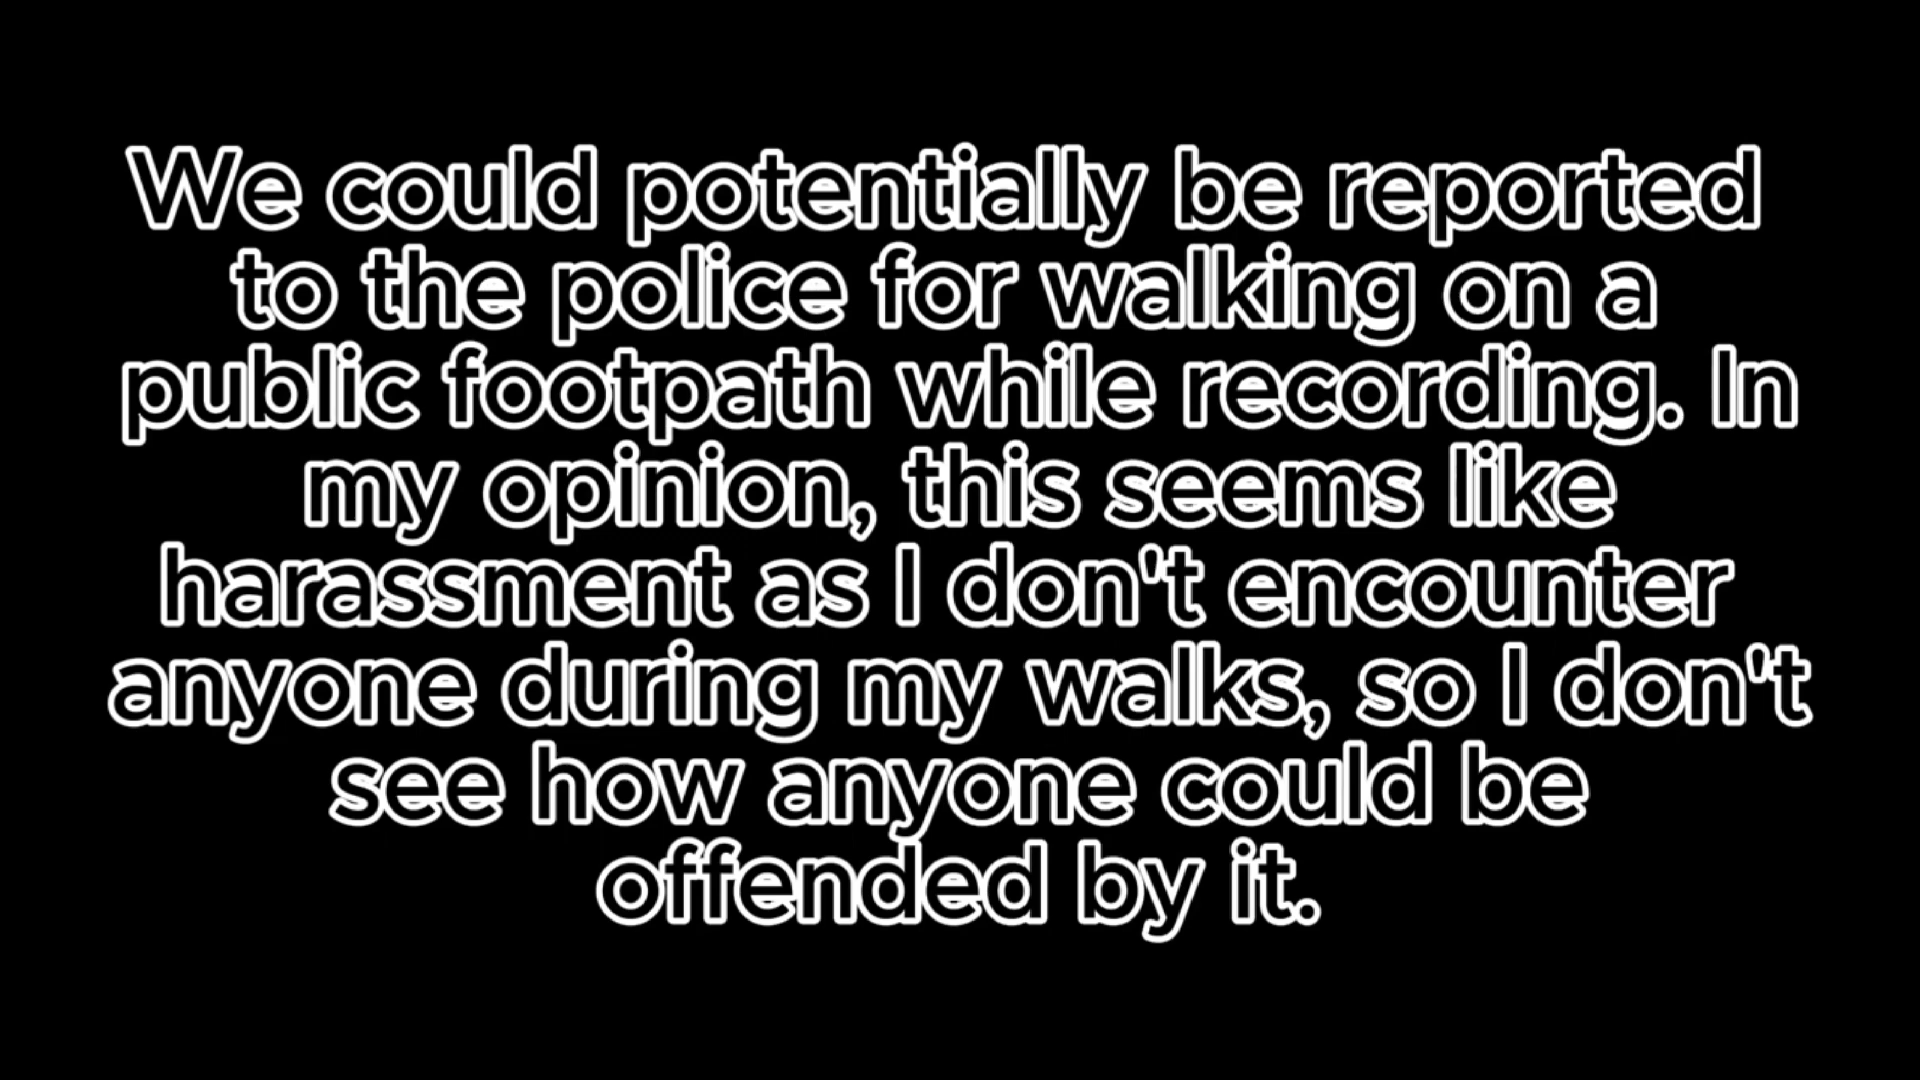 We could potentially be reported
to the police for walking on a
public footpath while recording. In
my opinion, this seems like
harassment as I don't encounter
anyone during my walks, so I don't
see how anyone could be
offended by it.